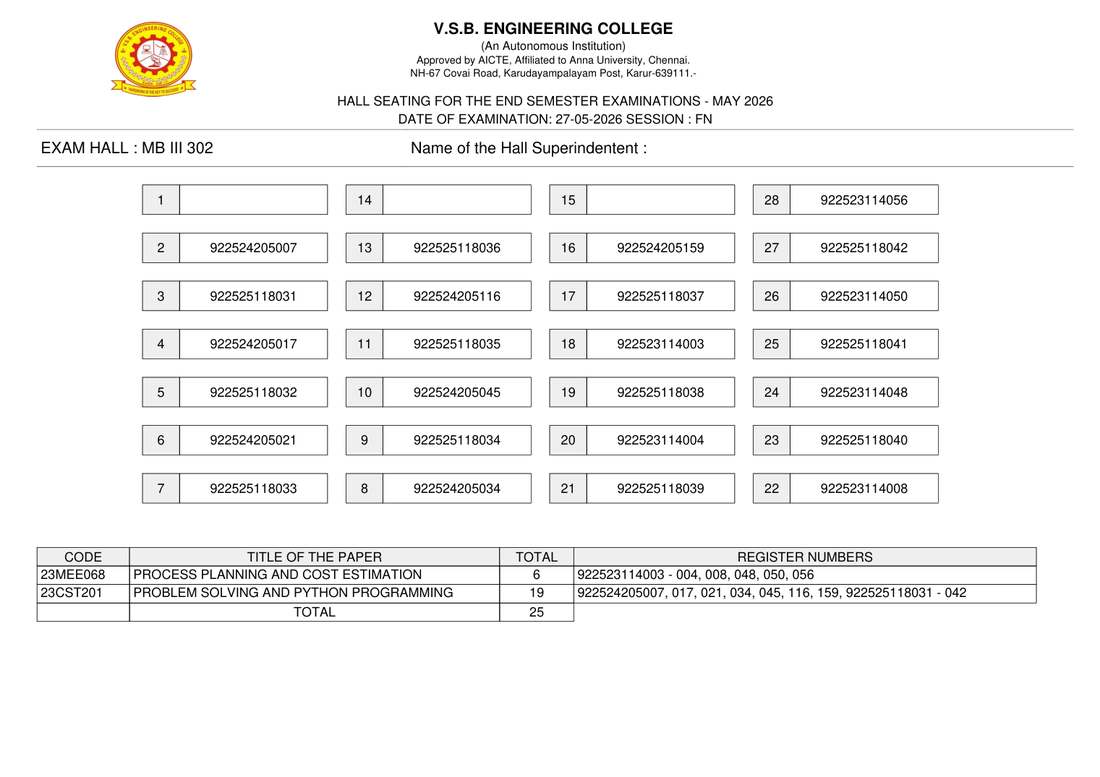 V.S.B. ENGINEERING COLLEGE
(An Autonomous Institution)
Approved by AICTE, Affiliated to Anna University, Chennai.
NH-67 Covai Road, Karudayampalayam Post, Karur-639111.-
HALL SEATING FOR THE END SEMESTER EXAMINATIONS - MAY 2026
DATE OF EXAMINATION: 27-05-2026 SESSION : FN
EXAM HALL : MB III 302 Name of the Hall Superindentent :
1 14 15 28 922523114056
2 922524205007 13 922525118036 16 922524205159 27 922525118042
3 922525118031 12 922524205116 17 922525118037 26 922523114050
4 922524205017 11 922525118035 18 922523114003 25 922525118041
5 922525118032 10 922524205045 19 922525118038 24 922523114048
6 922524205021 9 922525118034 20 922523114004 23 922525118040
7 922525118033 8 922524205034 21 922525118039 22 922523114008
CODE TITLE OF THE PAPER TOTAL REGISTER NUMBERS
23MEE068 PROCESS PLANNING AND COST ESTIMATION 6 922523114003 - 004, 008, 048, 050, 056
23CST201 PROBLEM SOLVING AND PYTHON PROGRAMMING 19 922524205007, 017, 021, 034, 045, 116, 159, 922525118031 - 042
TOTAL 25